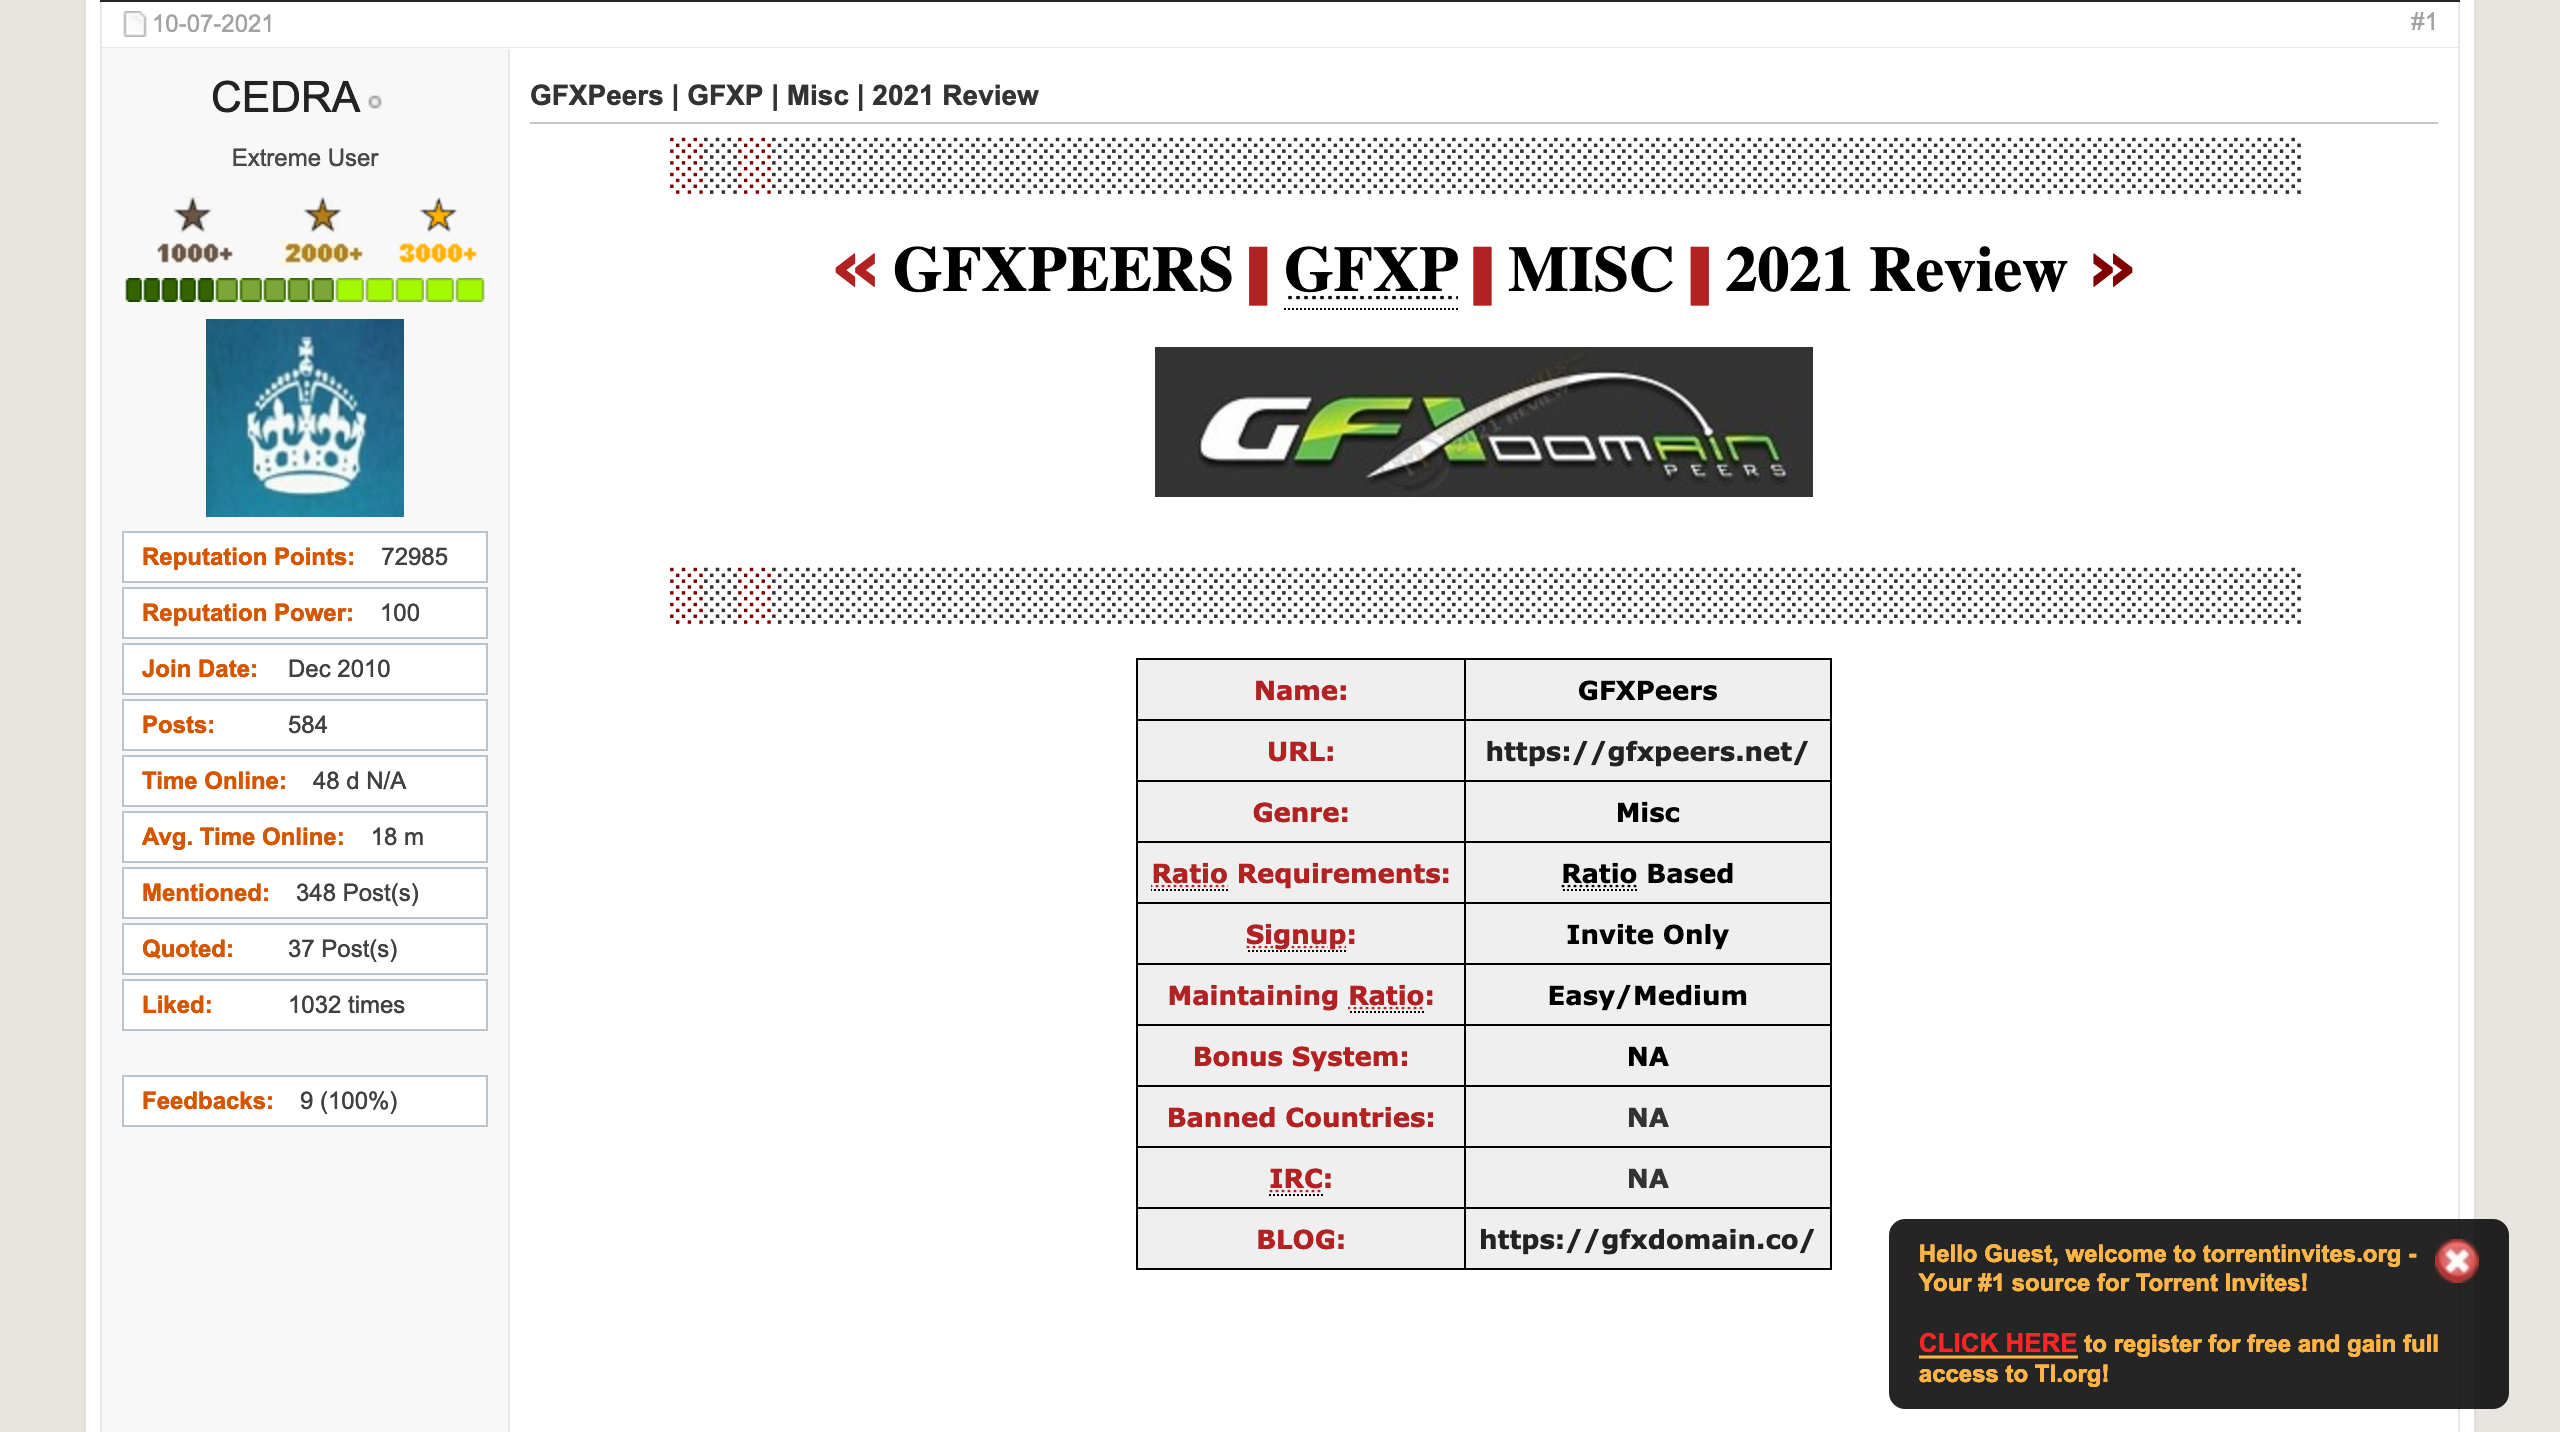 10-07-2021
#1
CEDRA
Extreme User
1000+ 2000+ 3000+
Reputation Points: 72985
Reputation Power: 100
Join Date: Dec 2010
Posts: 584
Time Online: 48 d N/A
Avg. Time Online: 18 m
Mentioned: 348 Post(s)
Quoted: 37 Post(s)
Liked: 1032 times
Feedbacks: 9 (100%)
GFXPeers | GFXP | Misc | 2021 Review
« GFXPEERS | GFXP | MISC | 2021 Review »
GFXDOMAIN
PEERS
Name: GFXPeers
URL: https://gfxpeers.net/
Genre: Misc
Ratio Requirements: Ratio Based
Signup: Invite Only
Maintaining Ratio: Easy/Medium
Bonus System: NA
Banned Countries: NA
IRC: NA
BLOG: https://gfxdomain.co/
Hello Guest, welcome to torrentinvites.org -
Your #1 source for Torrent Invites!
CLICK HERE to register for free and gain full
access to TI.org!